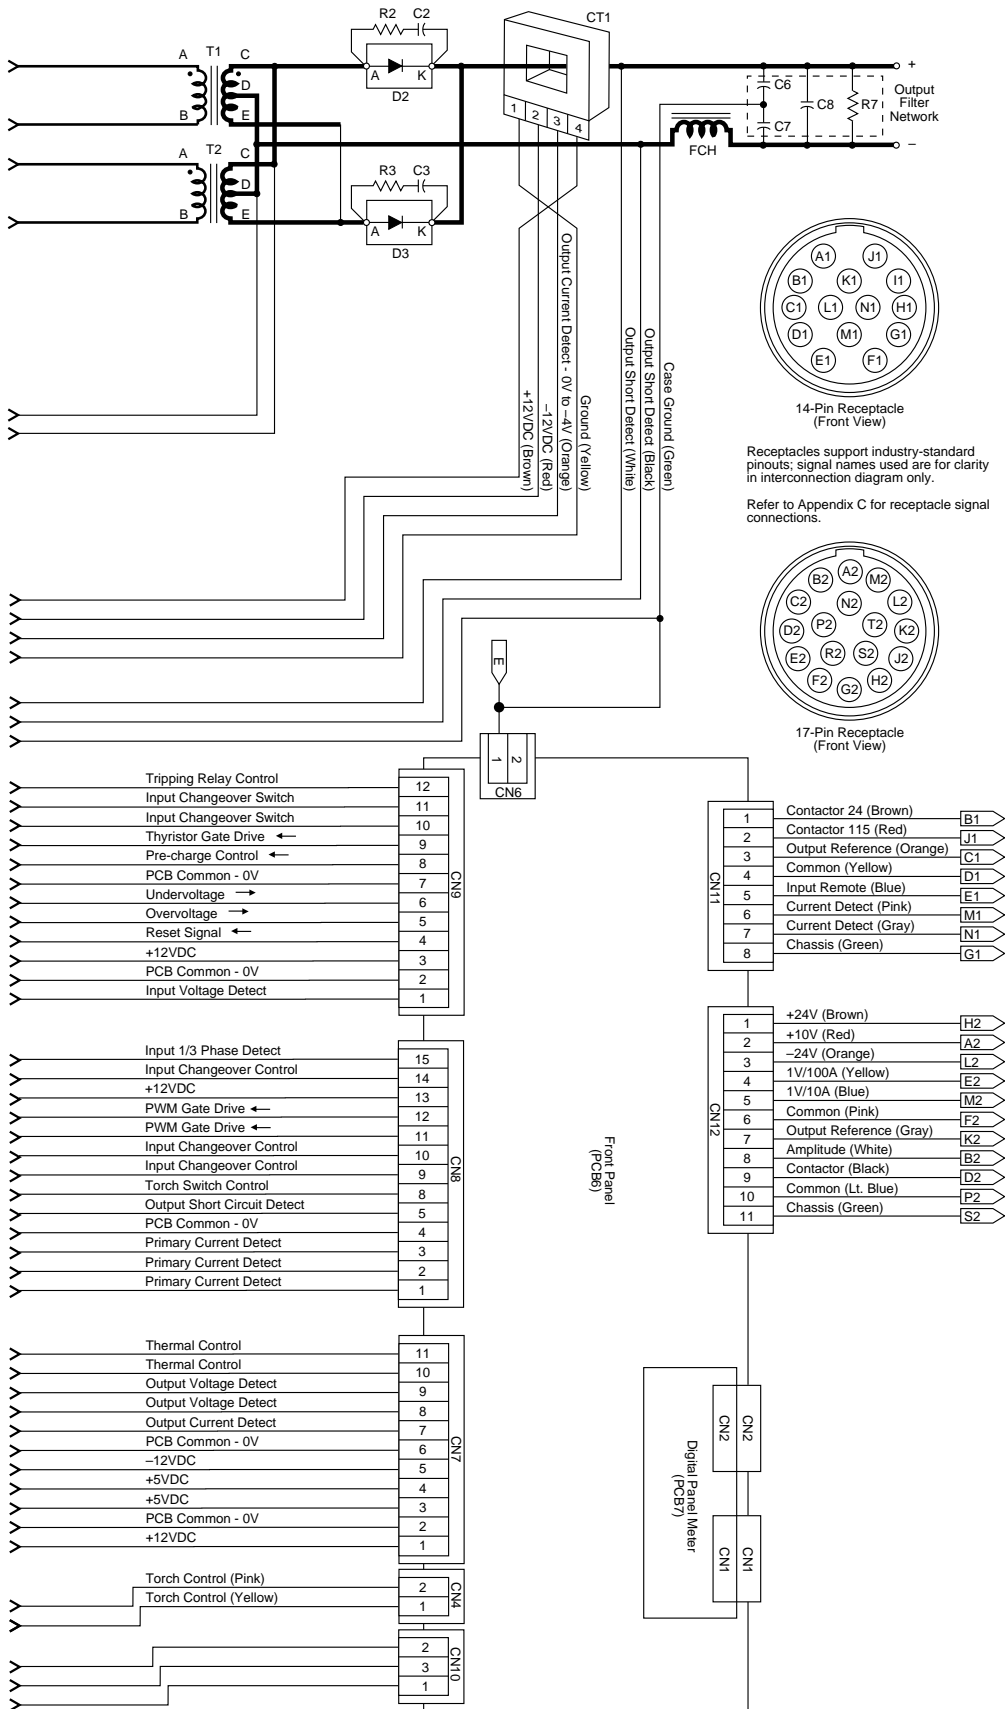 R2
C2
CT1
A
T1
C
D
B
E
A
K
D2
1
2
3
4
C6
C7
C8
R7
+
Output
Filter
Network
−
FCH
A
T2
C
D
B
E
R3
C3
A
K
D3
+12VDC (Brown)
–12VDC (Red)
Output Current Detect - 0V to –4V (Orange)
Ground (Yellow)
Output Short Detect (White)
Output Short Detect (Black)
Case Ground (Green)
A1
J1
B1
K1
I1
C1
L1
N1
H1
D1
M1
G1
E1
F1
14-Pin Receptacle
(Front View)
Receptacles support industry-standard
pinouts; signal names used are for clarity
in interconnection diagram only.
Refer to Appendix C for receptacle signal
connections.
A2
B2
M2
C2
N2
L2
D2
P2
T2
K2
E2
R2
S2
J2
F2
G2
H2
17-Pin Receptacle
(Front View)
E
1
2
CN6
Tripping Relay Control
12
Input Changeover Switch
11
Input Changeover Switch
10
Thyristor Gate Drive ←
9
Pre-charge Control ←
8
PCB Common - 0V
7
Undervoltage →
6
Overvoltage →
5
Reset Signal ←
4
+12VDC
3
PCB Common - 0V
2
Input Voltage Detect
1
CN9
1
Contactor 24 (Brown)
B1
2
Contactor 115 (Red)
J1
3
Output Reference (Orange)
C1
4
Common (Yellow)
D1
5
Input Remote (Blue)
E1
6
Current Detect (Pink)
M1
7
Current Detect (Gray)
N1
8
Chassis (Green)
G1
CN11
Input 1/3 Phase Detect
15
Input Changeover Control
14
+12VDC
13
PWM Gate Drive ←
12
PWM Gate Drive ←
11
Input Changeover Control
10
Input Changeover Control
9
Torch Switch Control
8
Output Short Circuit Detect
5
PCB Common - 0V
4
Primary Current Detect
3
Primary Current Detect
2
Primary Current Detect
1
CN8
Front Panel
(PCB6)
1
+24V (Brown)
H2
2
+10V (Red)
A2
3
–24V (Orange)
L2
4
1V/100A (Yellow)
E2
5
1V/10A (Blue)
M2
6
Common (Pink)
F2
7
Output Reference (Gray)
K2
8
Amplitude (White)
B2
9
Contactor (Black)
D2
10
Common (Lt. Blue)
P2
11
Chassis (Green)
S2
CN12
Thermal Control
11
Thermal Control
10
Output Voltage Detect
9
Output Voltage Detect
8
Output Current Detect
7
PCB Common - 0V
6
–12VDC
5
+5VDC
4
+5VDC
3
PCB Common - 0V
2
+12VDC
1
CN7
Digital Panel Meter
(PCB7)
CN2
CN2
CN1
CN1
Torch Control (Pink)
2
Torch Control (Yellow)
1
CN4
2
3
1
CN10